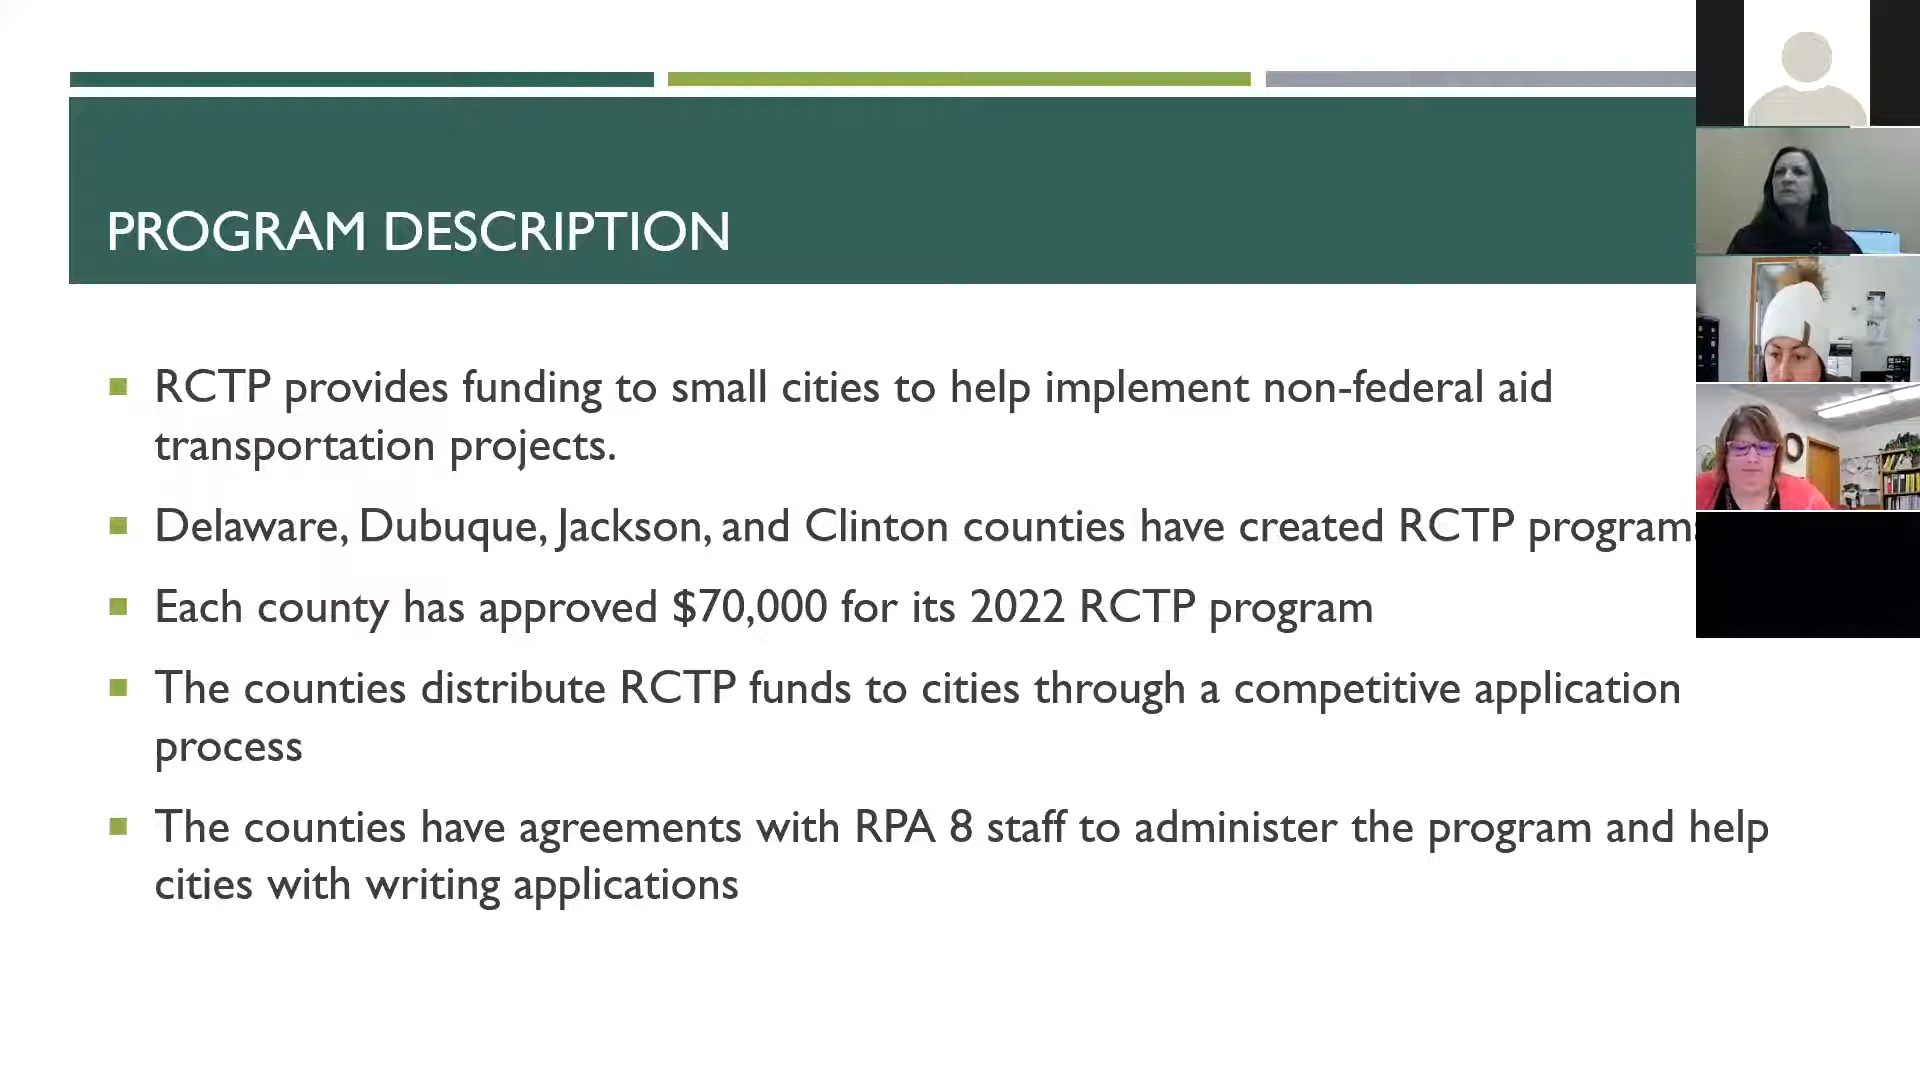 PROGRAM DESCRIPTION
RCTP provides funding to small cities to help implement non-federal aid
transportation projects.
Delaware, Dubuque, Jackson, and Clinton counties have created RCTP programs
Each county has approved $70,000 for its 2022 RCTP program
The counties distribute RCTP funds to cities through a competitive application
process
The counties have agreements with RPA 8 staff to administer the program and help
cities with writing applications